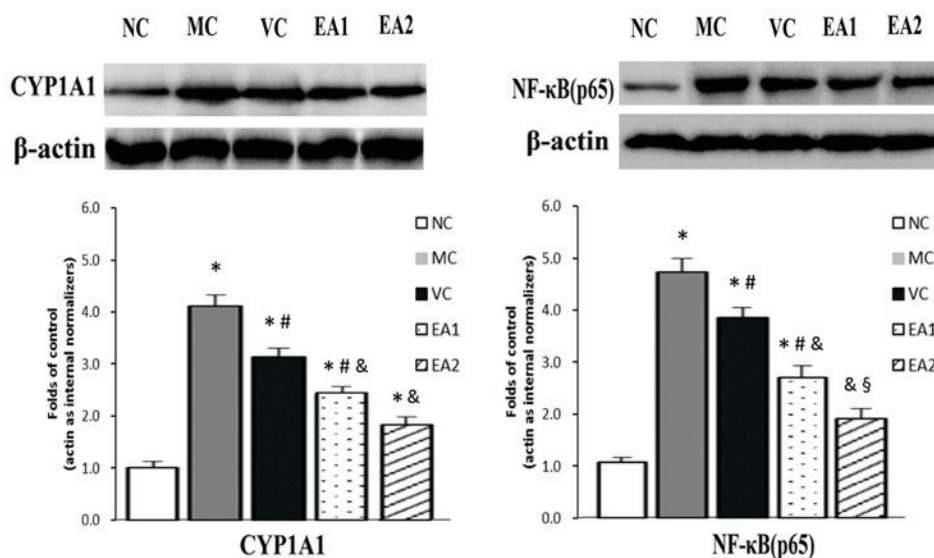 NC MC VC EA1 EA2
CYP1A1
β-actin
6.0
5.0
4.0
3.0
2.0
1.0
0.0
Folds of control
(actin as internal normalizers)
*
* #
* # &
* &
NC
MC
VC
EA1
EA2
CYP1A1
NC MC VC EA1 EA2
NF-κB(p65)
β-actin
6.0
5.0
4.0
3.0
2.0
1.0
0.0
Folds of control
(actin as internal normalizers)
*
* #
* # &
& §
NC
MC
VC
EA1
EA2
NF-κB(p65)